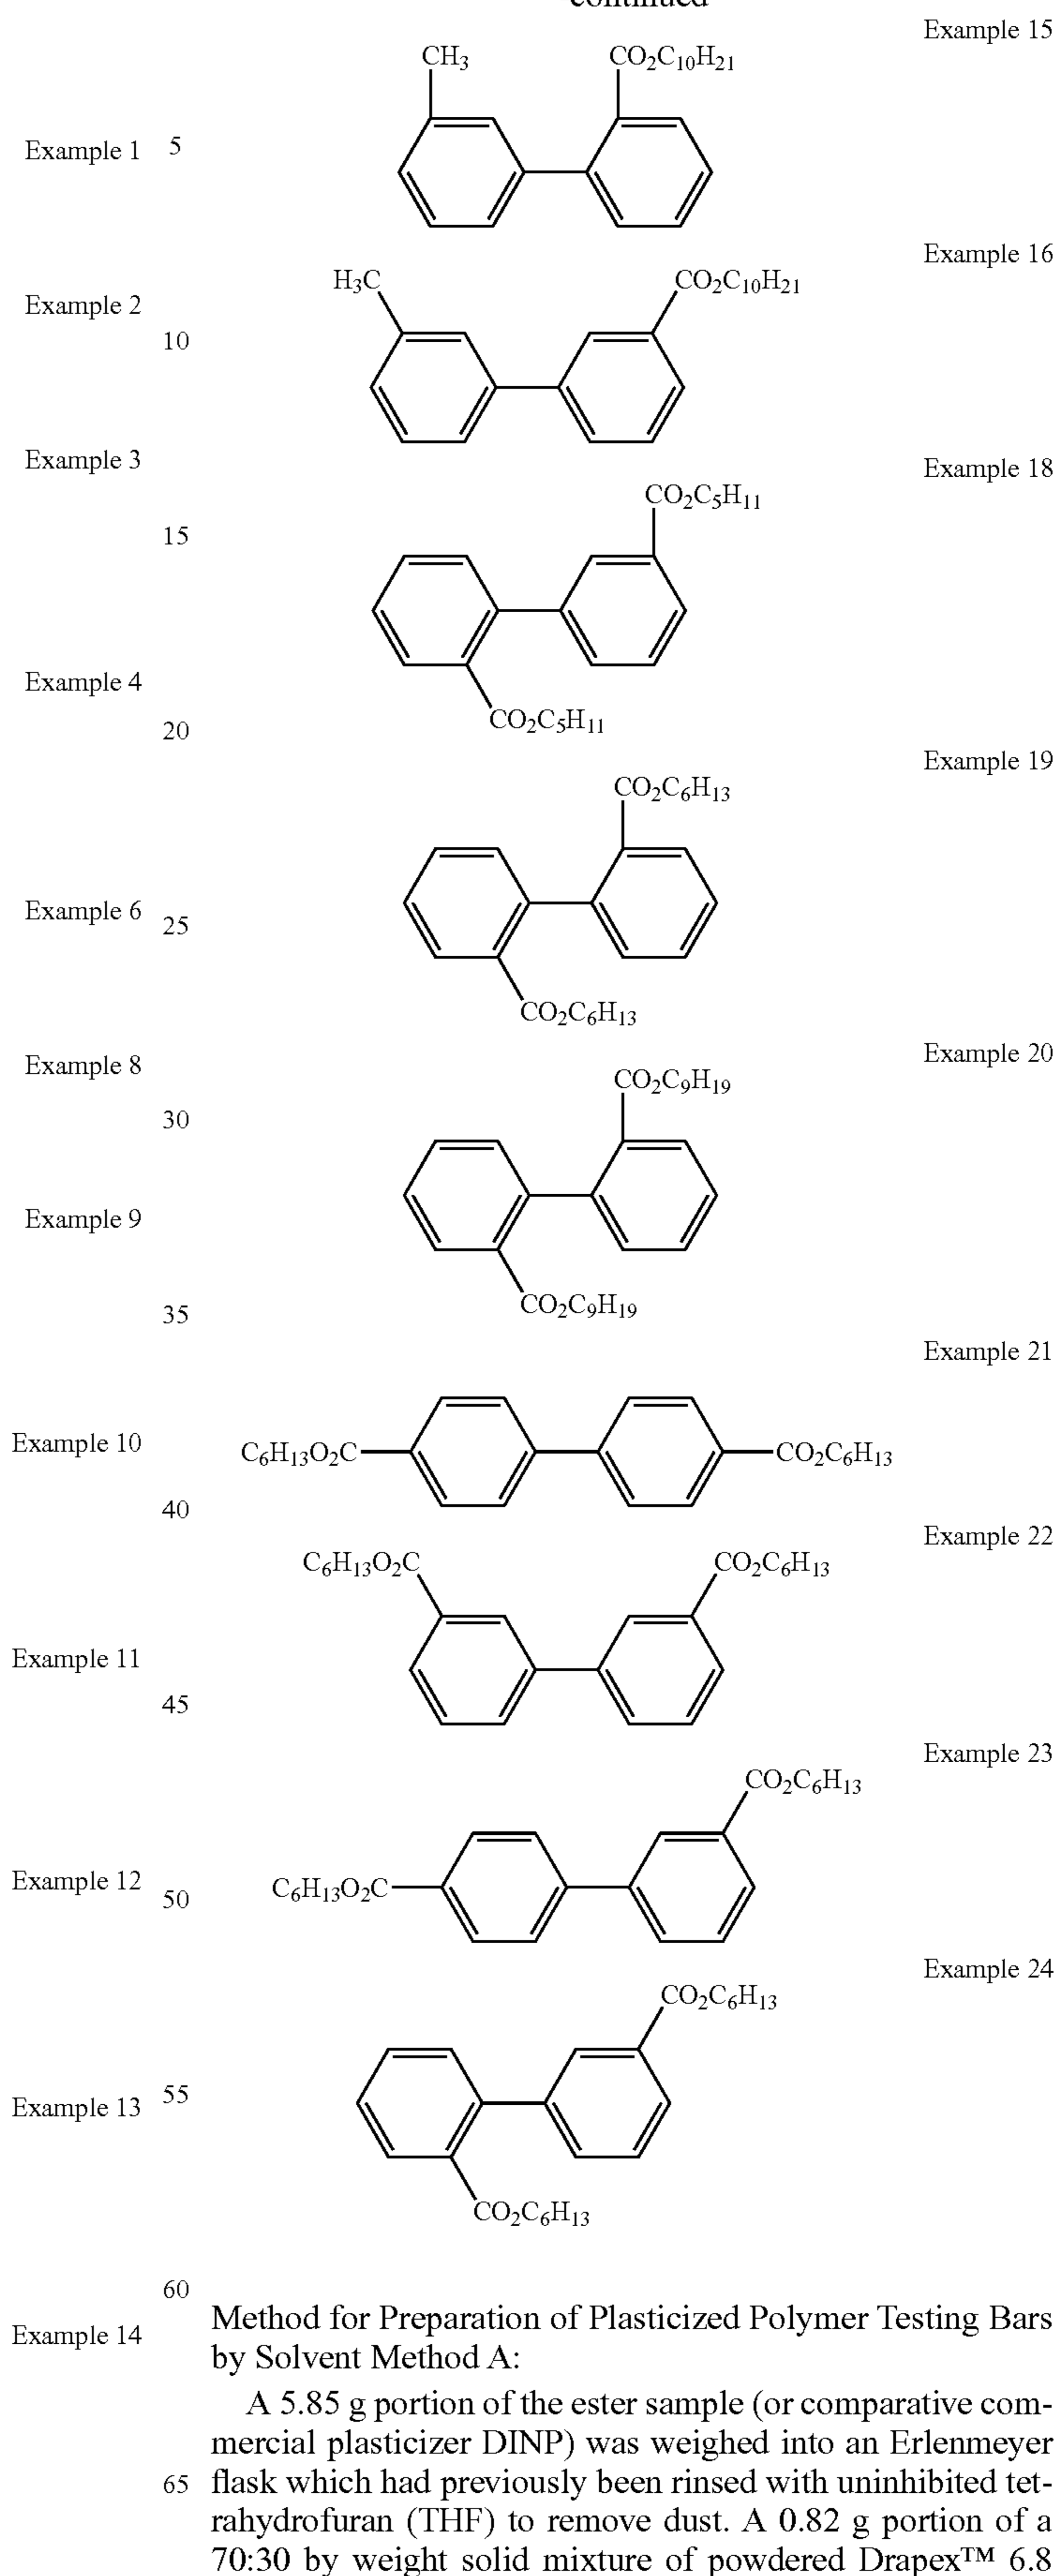 -continued
Example 15
CH3
CO2C10H21
Example 1
5
Example 16
H3C
CO2C10H21
Example 2
10
Example 3
Example 18
CO2C5H11
15
Example 4
CO2C5H11
20
Example 19
CO2C6H13
Example 6
25
CO2C6H13
Example 20
Example 8
CO2C9H19
30
Example 9
CO2C9H19
35
Example 21
Example 10
C6H13O2C
CO2C6H13
40
Example 22
C6H13O2C
CO2C6H13
Example 11
45
Example 23
CO2C6H13
Example 12
C6H13O2C
50
Example 24
CO2C6H13
55
Example 13
CO2C6H13
60
Method for Preparation of Plasticized Polymer Testing Bars
Example 14
by Solvent Method A:
A 5.85 g portion of the ester sample (or comparative com-
mercial plasticizer DINP) was weighed into an Erlenmeyer
65
flask which had previously been rinsed with uninhibited tet-
rahydrofuran (THF) to remove dust. A 0.82 g portion of a
70:30 by weight solid mixture of powdered Drapex™ 6.8